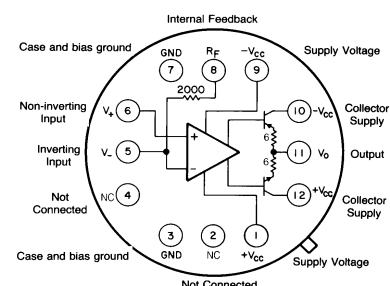 Internal Feedback
Case and bias ground
GND
RF
-Vcc
Supply Voltage
7
8
9
2000
Non-inverting
Input
V+
6
10
-Vcc
Collector
Supply
+
6
Inverting
Input
V-
5
11
Vo
Output
-
6
Not
Connected
NC
4
12
+Vcc
Collector
Supply
3
2
1
Case and bias ground
GND
NC
+Vcc
Supply Voltage
Not Connected